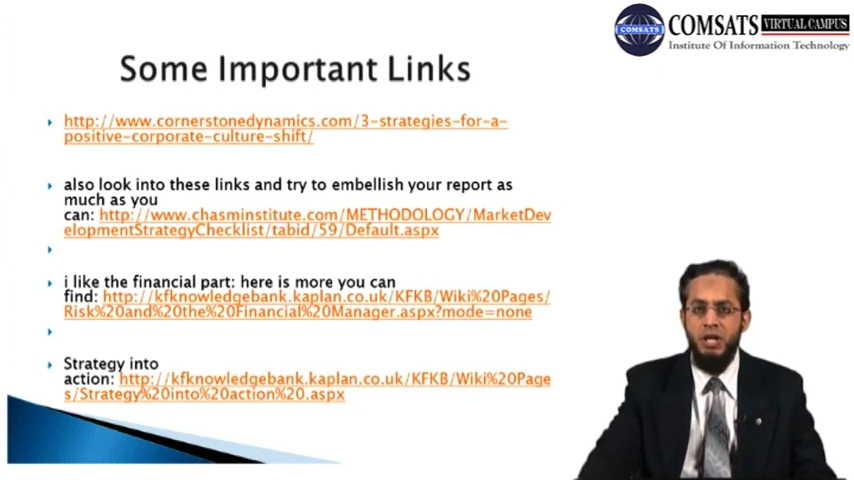 COMSATS VIRTUAL CAMPUS
COMSATS
Institute Of Information Technology
Some Important Links
http://www.cornerstonedynamics.com/3-strategies-for-a-
positive-corporate-culture-shift/
also look into these links and try to embellish your report as
much as you
can: http://www.chasminstitute.com/METHODOLOGY/MarketDev
elopmentStrategyChecklist/tabid/59/Default.aspx
i like the financial part: here is more you can
find: http://kfknowledgebank.kaplan.co.uk/KFKB/Wiki%20Pages/
Risk%20and%20the%20Financial%20Manager.aspx?mode=none
Strategy into
action: http://kfknowledgebank.kaplan.co.uk/KFKB/Wiki%20Page
s/Strategy%20into%20action%20.aspx